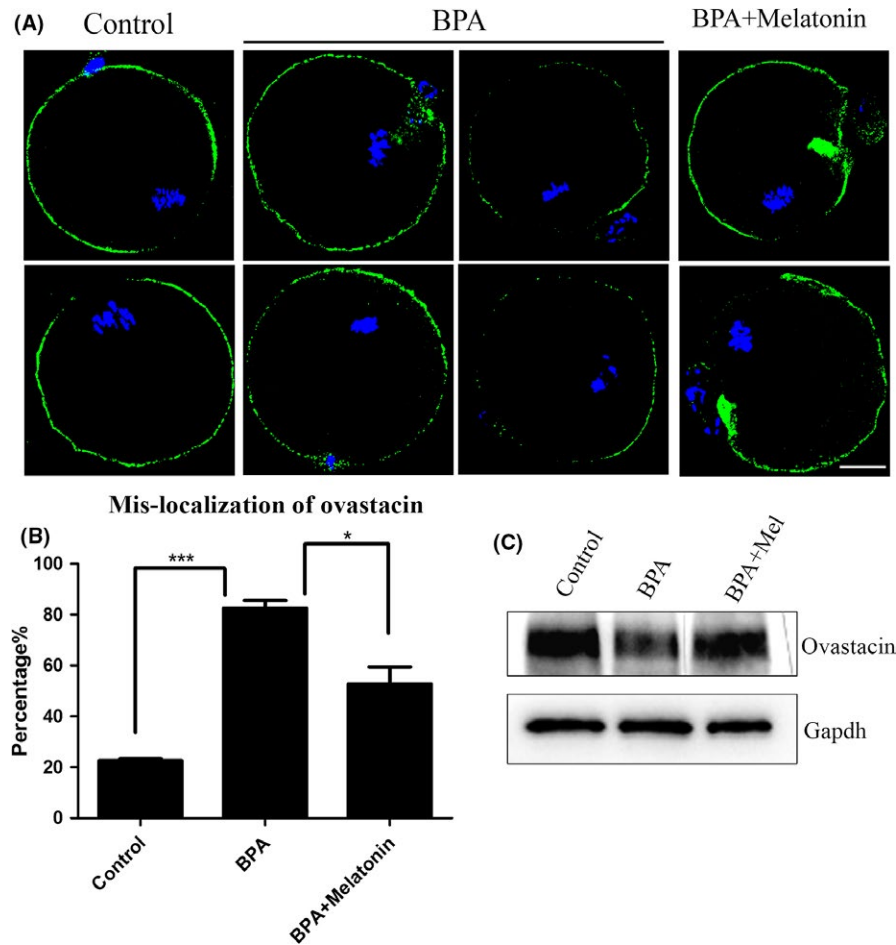 (A) Control BPA BPA+Melatonin
Mis-localization of ovastacin
(B)
***
*
Percentage%
100
80
60
40
20
0
Control
BPA
BPA+Melatonin
(C)
Control
BPA
BPA+Mel
Ovastacin
Gapdh